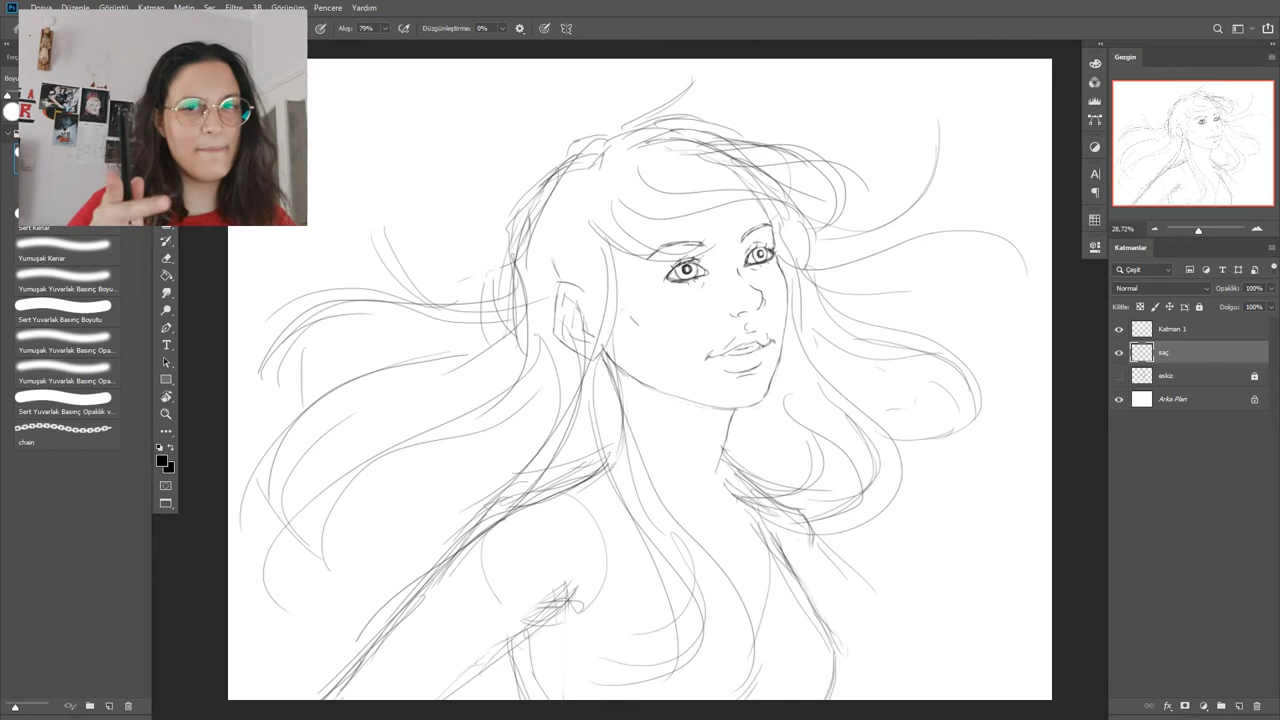 Ps Dosya Düzenle Görüntü Katman Metin Seç Filtre 3B Görünüm Pencere Yardım
Akış: 79% Düzgünleştirme: 0%
Boyu
Sert Kenar
Yumuşak Kenar
Yumuşak Yuvarlak Basınç Boyu...
Sert Yuvarlak Basınç Boyutu
Yumuşak Yuvarlak Basınç Opa...
Yumuşak Yuvarlak Basınç Opa...
Sert Yuvarlak Basınç Opaklık v...
chain
Gezgin
28,72%
Katmanlar
Çeşit
Normal Opaklık: 100%
Kilitle: Dolgu: 100%
Katman 1
saç
eskiz
Arka Plan